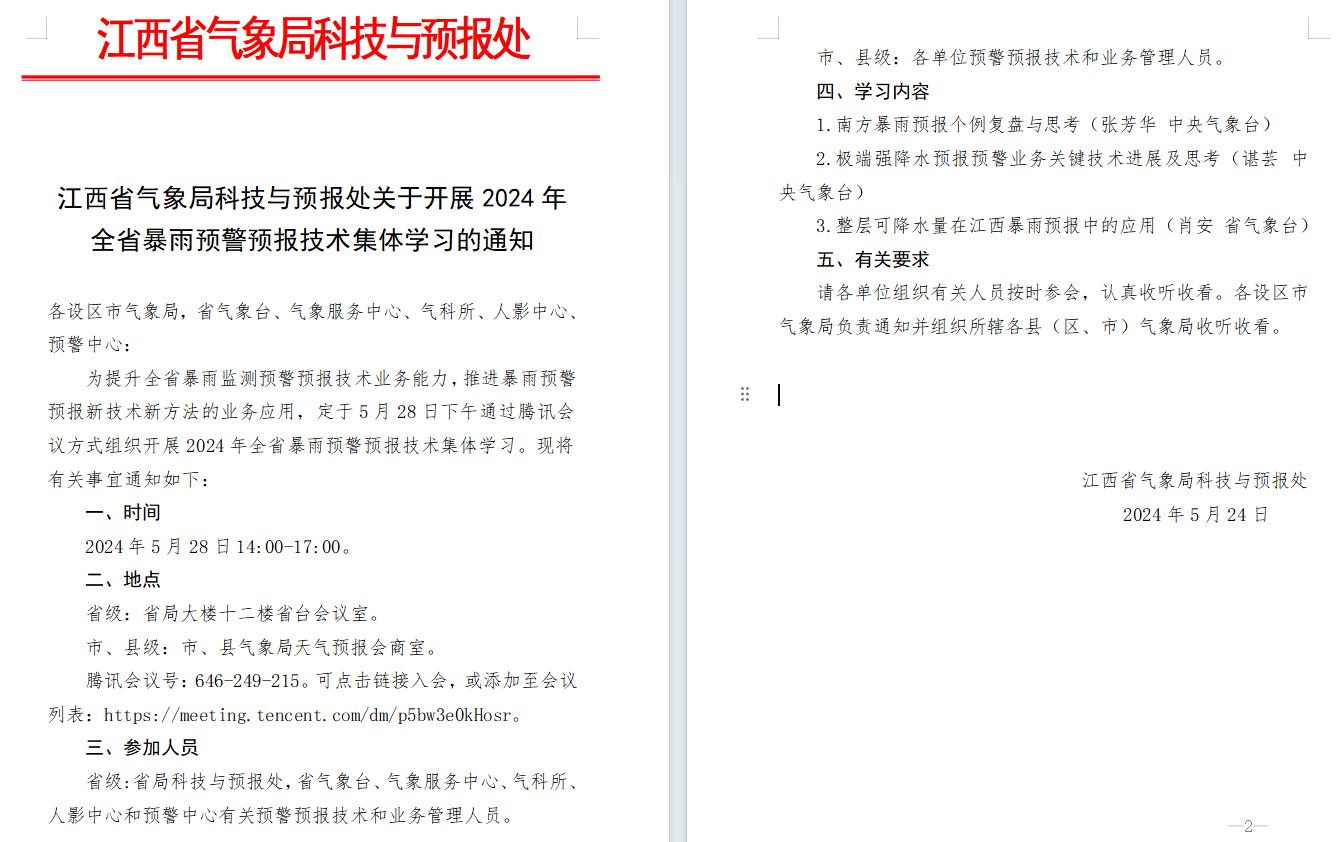 江西省气象局科技与预报处
江西省气象局科技与预报处关于开展 2024 年
全省暴雨预警预报技术集体学习的通知
各设区市气象局，省气象台、气象服务中心、气科所、人影中心、
预警中心：
为提升全省暴雨监测预警预报技术业务能力，推进暴雨预警
预报新技术新方法的业务应用，定于 5 月 28 日下午通过腾讯会
议方式组织开展 2024 年全省暴雨预警预报技术集体学习。现将
有关事宜通知如下：
一、时间
2024 年 5 月 28 日 14:00-17:00。
二、地点
省级：省局大楼十二楼省台会议室。
市、县级：市、县气象局天气预报会商室。
腾讯会议号：646-249-215。可点击链接入会，或添加至会议
列表：https://meeting.tencent.com/dm/p5bw3e0kHosr。
三、参加人员
省级：省局科技与预报处，省气象台、气象服务中心、气科所、
人影中心和预警中心有关预警预报技术和业务管理人员。
市、县级：各单位预警预报技术和业务管理人员。
四、学习内容
1.南方暴雨预报个例复盘与思考（张芳华 中央气象台）
2.极端强降水预报预警业务关键技术进展及思考（谌芸 中
央气象台）
3.整层可降水量在江西暴雨预报中的应用（肖安 省气象台）
五、有关要求
请各单位组织有关人员按时参会，认真收听收看。各设区市
气象局负责通知并组织所辖各县（区、市）气象局收听收看。
江西省气象局科技与预报处
2024 年 5 月 24 日
—2—